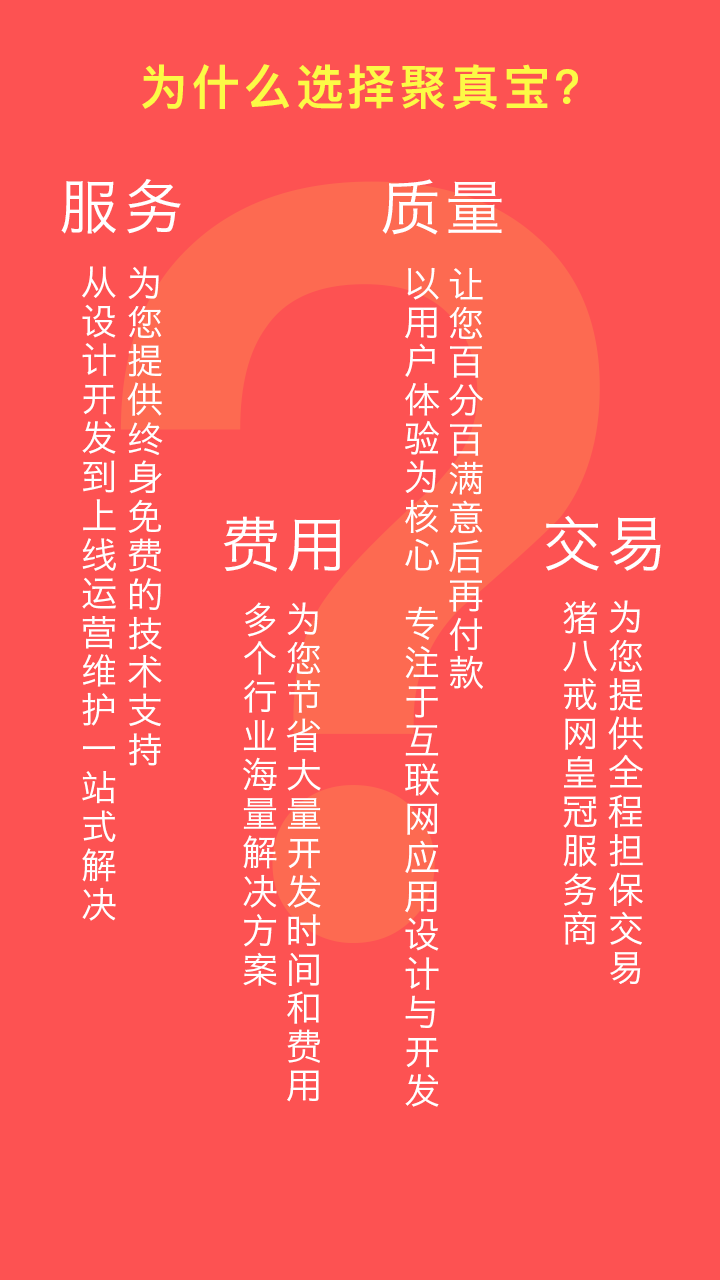 为什么选择聚真宝?
服务
从设计开发到上线运营维护一站式解决
为您提供终身免费的技术支持
费用
多个行业海量解决方案
为您节省大量开发时间和费用
质量
以用户体验为核心 专注于互联网应用设计与开发
让您百分百满意后再付款
交易
猪八戒网皇冠服务商
为您提供全程担保交易